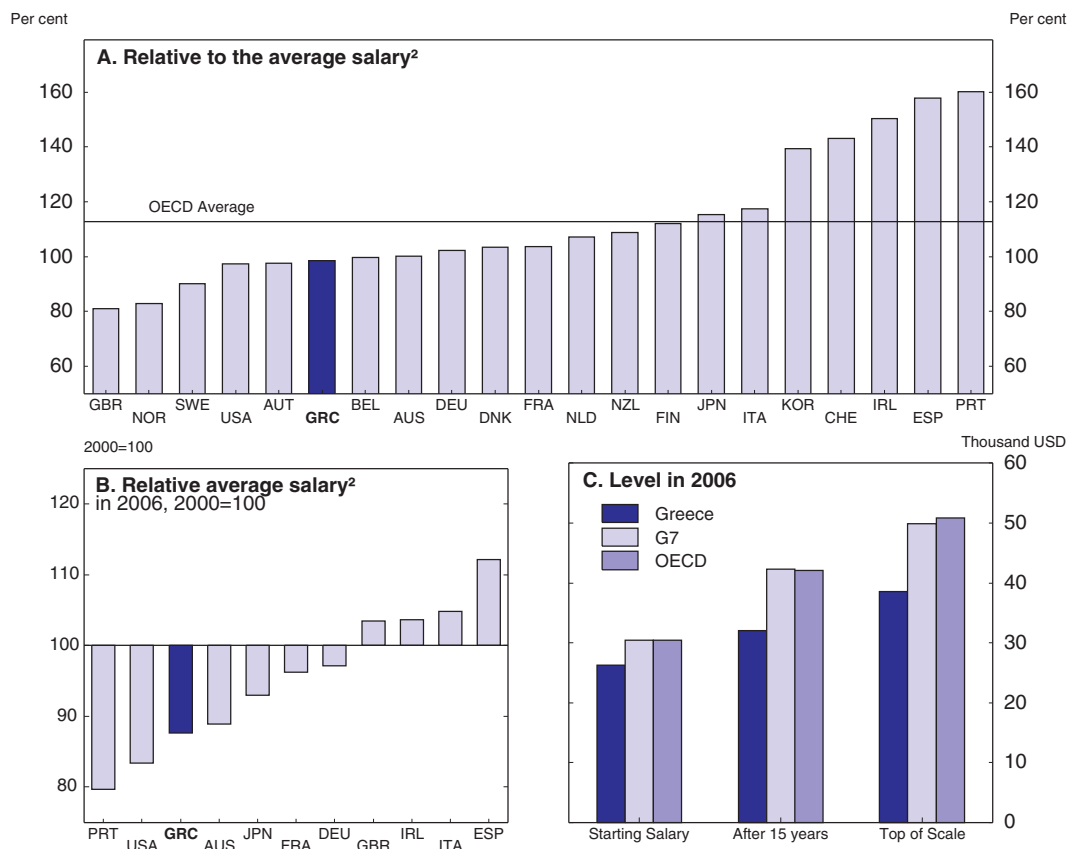 Per cent
Per cent
A. Relative to the average salary²
160
160
140
140
120
120
OECD Average
100
100
80
80
60
60
GBR NOR SWE USA AUT GRC BEL AUS DEU DNK FRA NLD NZL FIN JPN ITA KOR CHE IRL ESP PRT
2000=100
B. Relative average salary²
in 2006, 2000=100
120
110
100
90
80
PRT USA GRC AUS JPN FRA DEU GBR IRL ITA ESP
Thousand USD
C. Level in 2006
Greece
G7
OECD
60
50
40
30
20
10
0
Starting Salary After 15 years Top of Scale